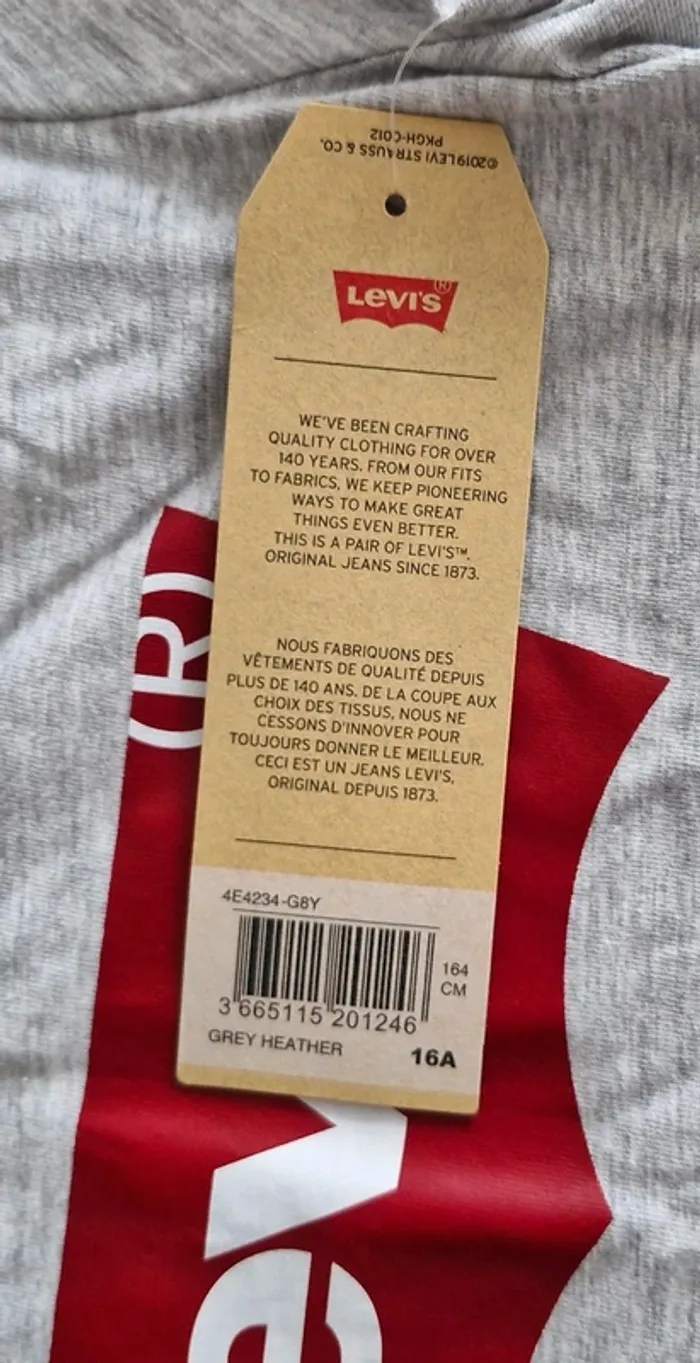 ©2019 LEVI STRAUSS & CO.
PKGH-C012
LEVI'S®
WE'VE BEEN CRAFTING
QUALITY CLOTHING FOR OVER
140 YEARS. FROM OUR FITS
TO FABRICS, WE KEEP PIONEERING
WAYS TO MAKE GREAT
THINGS EVEN BETTER.
THIS IS A PAIR OF LEVI'S™.
ORIGINAL JEANS SINCE 1873.
NOUS FABRIQUONS DES
VÊTEMENTS DE QUALITÉ DEPUIS
PLUS DE 140 ANS. DE LA COUPE AUX
CHOIX DES TISSUS, NOUS NE
CESSONS D'INNOVER POUR
TOUJOURS DONNER LE MEILLEUR.
CECI EST UN JEANS LEVI'S,
ORIGINAL DEPUIS 1873.
4E4234-G8Y
164
CM
3 665115 201246
GREY HEATHER
16A
(R)
ev